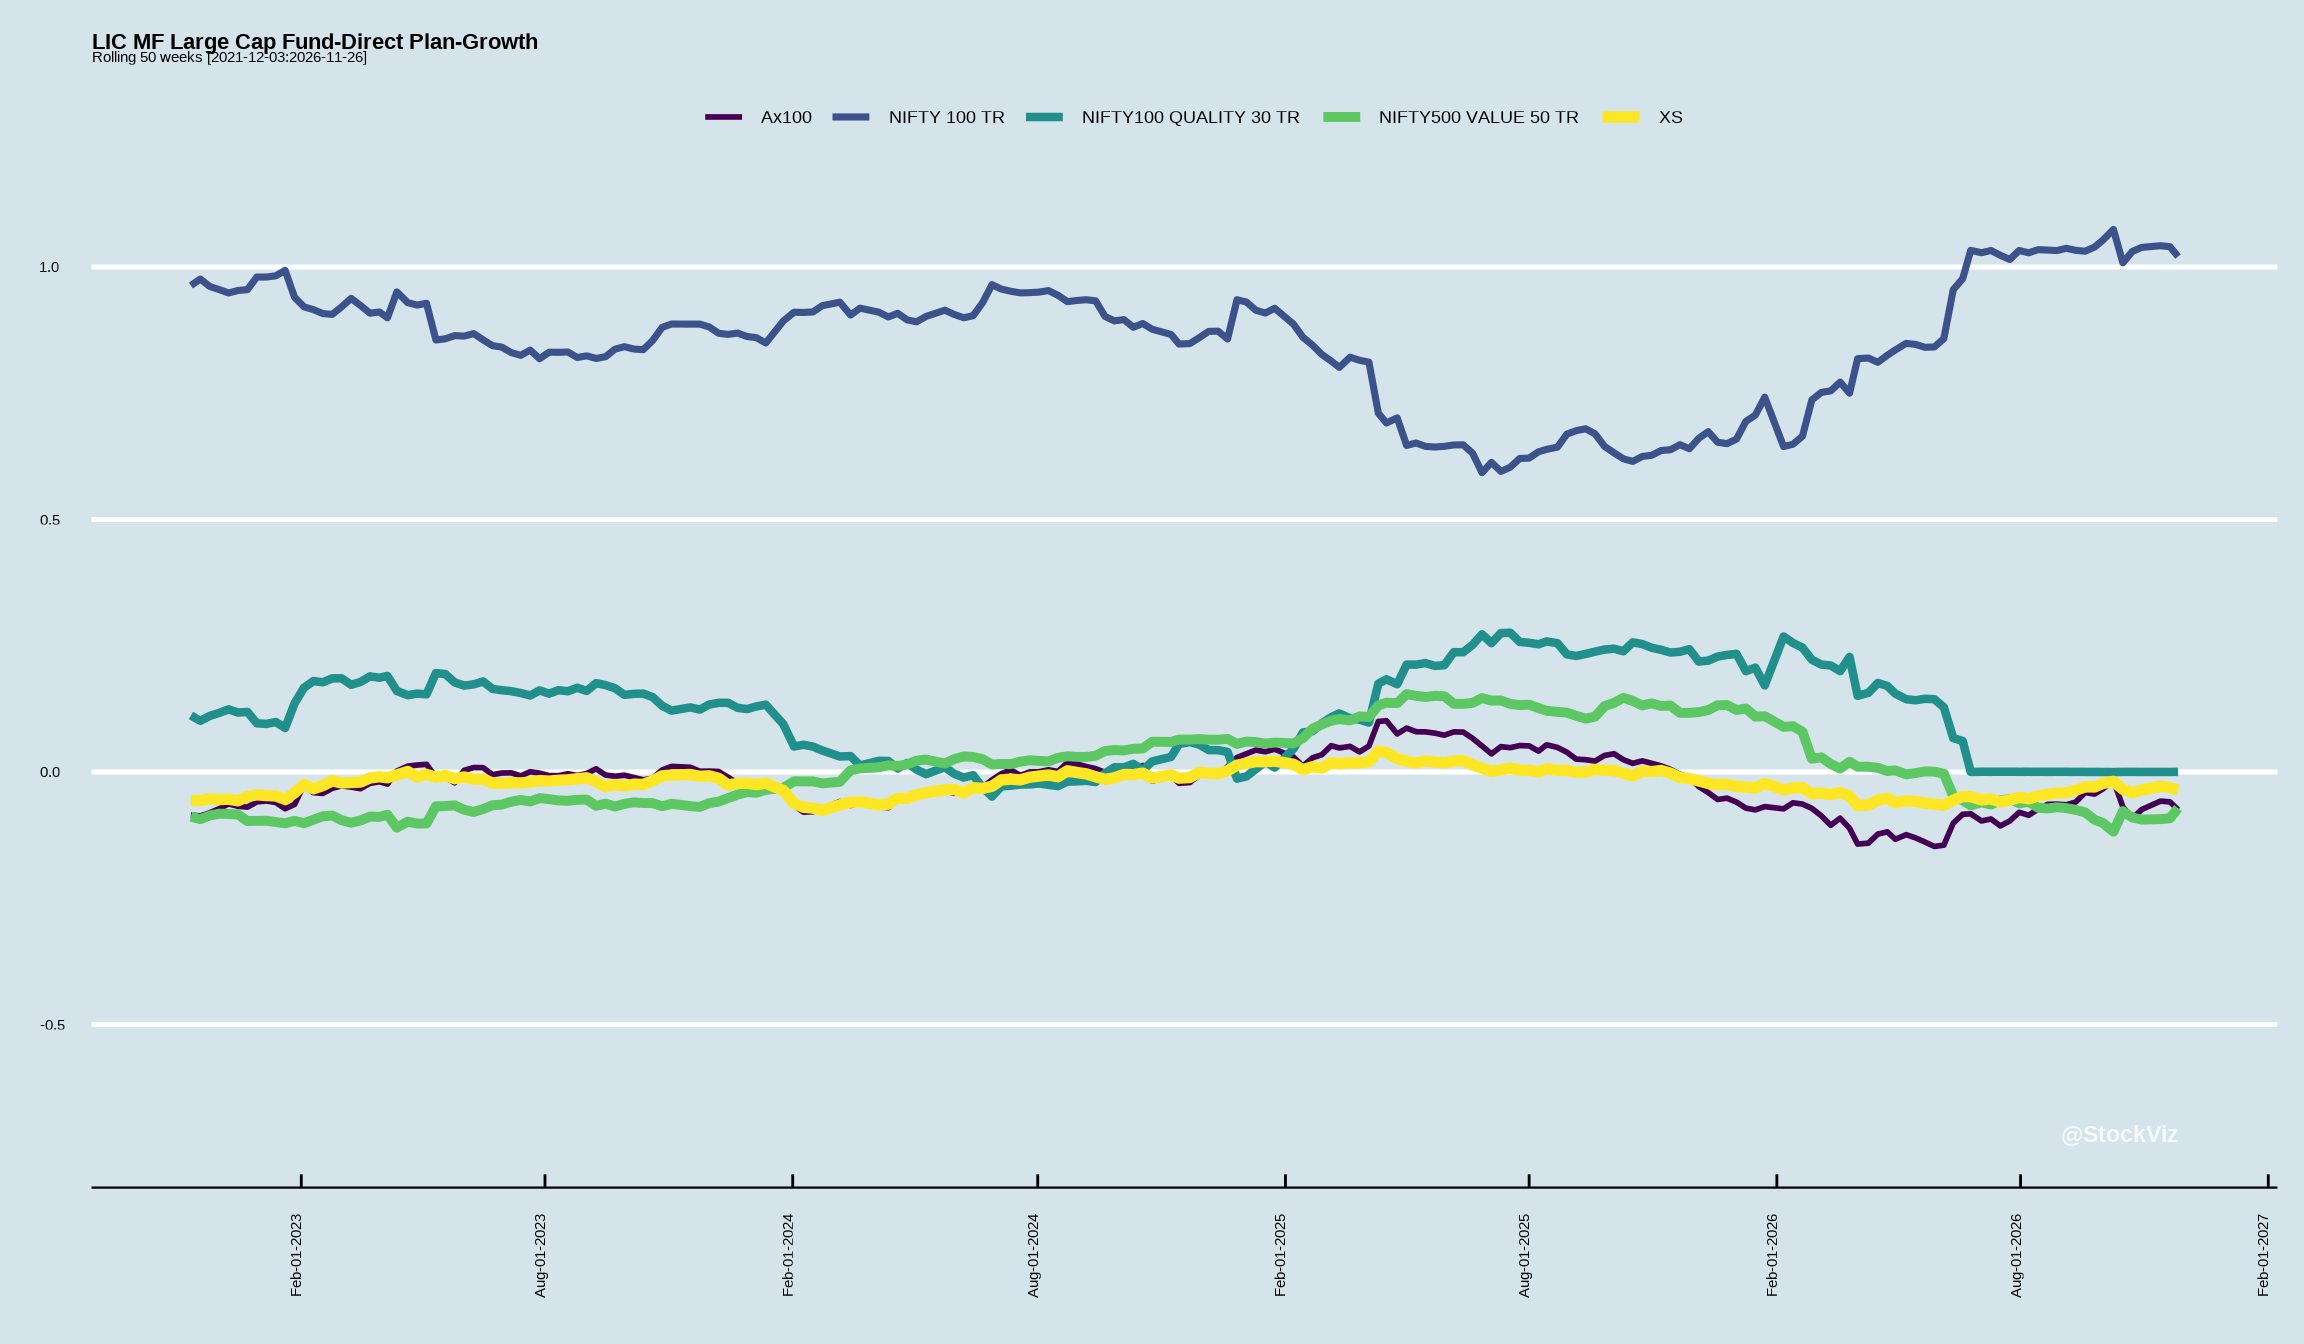 LIC MF Large Cap Fund-Direct Plan-Growth
Rolling 50 weeks [2021-12-03:2026-11-26]
Ax100 NIFTY 100 TR NIFTY100 QUALITY 30 TR NIFTY500 VALUE 50 TR XS
1.0
0.5
0.0
-0.5
@StockViz
Feb-01-2023 Aug-01-2023 Feb-01-2024 Aug-01-2024 Feb-01-2025 Aug-01-2025 Feb-01-2026 Aug-01-2026 Feb-01-2027